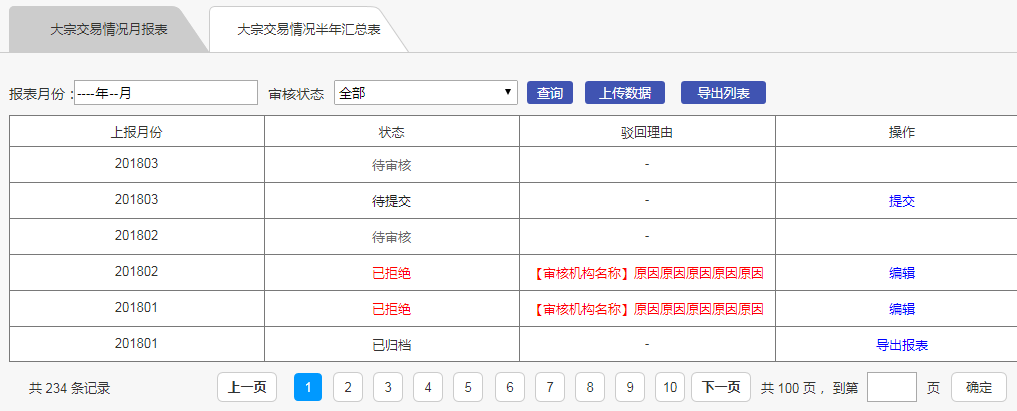 大宗交易情况月报表 大宗交易情况半年汇总表
报表月份： ----年--月 审核状态 全部 查询 上传数据 导出列表
上报月份 状态 驳回理由 操作
201803 待审核 -
201803 待提交 - 提交
201802 待审核 -
201802 已拒绝 【审核机构名称】原因原因原因原因原因 编辑
201801 已拒绝 【审核机构名称】原因原因原因原因原因 编辑
201801 已归档 - 导出报表
共 234 条记录 上一页 1 2 3 4 5 6 7 8 9 10 下一页 共 100 页 ，到第 页 确定